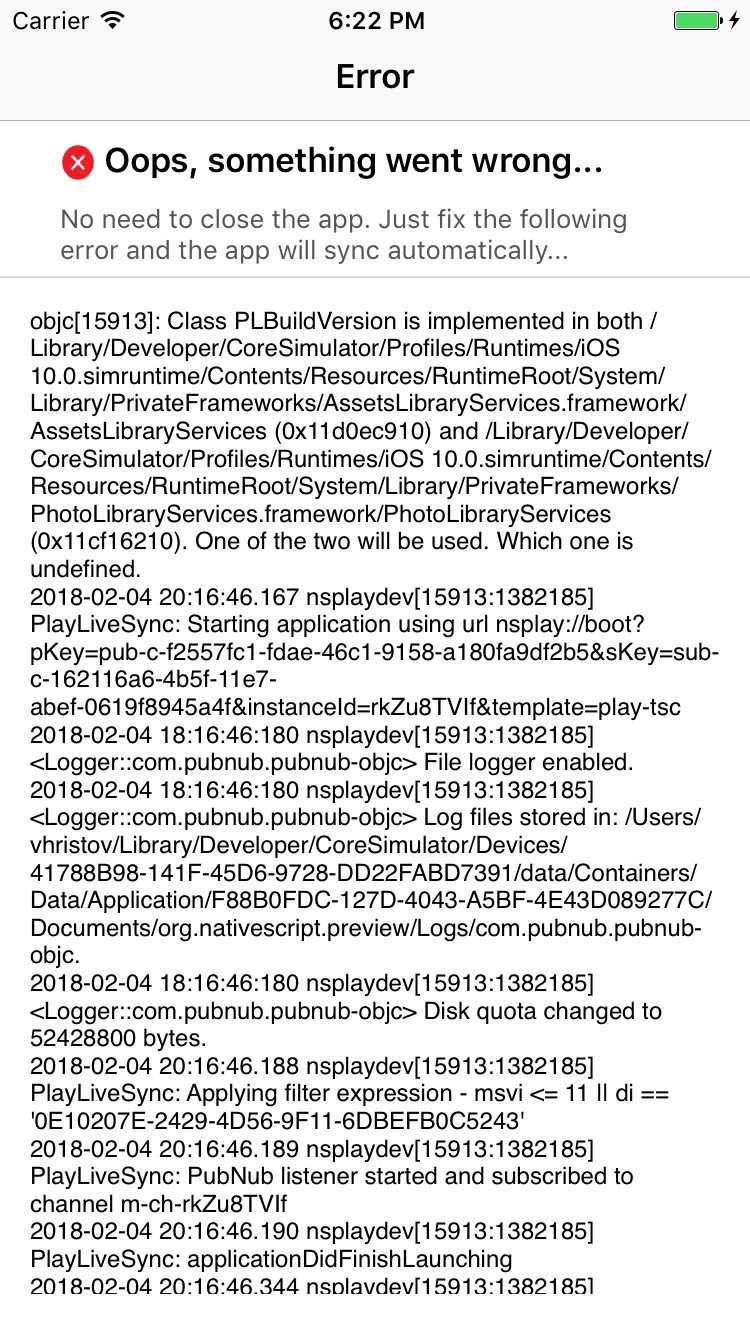 Carrier 6:22 PM
Error
Oops, something went wrong...
No need to close the app. Just fix the following
error and the app will sync automatically...
objc[15913]: Class PLBuildVersion is implemented in both /
Library/Developer/CoreSimulator/Profiles/Runtimes/iOS
10.0.simruntime/Contents/Resources/RuntimeRoot/System/
Library/PrivateFrameworks/AssetsLibraryServices.framework/
AssetsLibraryServices (0x11d0ec910) and /Library/Developer/
CoreSimulator/Profiles/Runtimes/iOS 10.0.simruntime/Contents/
Resources/RuntimeRoot/System/Library/PrivateFrameworks/
PhotoLibraryServices.framework/PhotoLibraryServices
(0x11cf16210). One of the two will be used. Which one is
undefined.
2018-02-04 20:16:46.167 nsplaydev[15913:1382185]
PlayLiveSync: Starting application using url nsplay://boot?
pKey=pub-c-f2557fc1-fdae-46c1-9158-a180fa9df2b5&sKey=sub-
c-162116a6-4b5f-11e7-
abef-0619f8945a4f&instanceId=rkZu8TVIf&template=play-tsc
2018-02-04 18:16:46:180 nsplaydev[15913:1382185]
<Logger::com.pubnub.pubnub-objc> File logger enabled.
2018-02-04 18:16:46:180 nsplaydev[15913:1382185]
<Logger::com.pubnub.pubnub-objc> Log files stored in: /Users/
vhristov/Library/Developer/CoreSimulator/Devices/
41788B98-141F-45D6-9728-DD22FABD7391/data/Containers/
Data/Application/F88B0FDC-127D-4043-A5BF-4E43D089277C/
Documents/org.nativescript.preview/Logs/com.pubnub.pubnub-
objc.
2018-02-04 18:16:46:180 nsplaydev[15913:1382185]
<Logger::com.pubnub.pubnub-objc> Disk quota changed to
52428800 bytes.
2018-02-04 20:16:46.188 nsplaydev[15913:1382185]
PlayLiveSync: Applying filter expression - msvi <= 11 || di ==
'0E10207E-2429-4D56-9F11-6DBEFB0C5243'
2018-02-04 20:16:46.189 nsplaydev[15913:1382185]
PlayLiveSync: PubNub listener started and subscribed to
channel m-ch-rkZu8TVIf
2018-02-04 20:16:46.190 nsplaydev[15913:1382185]
PlayLiveSync: applicationDidFinishLaunching
2018-02-04 20:16:46.344 nsplaydev[15913:1382185]